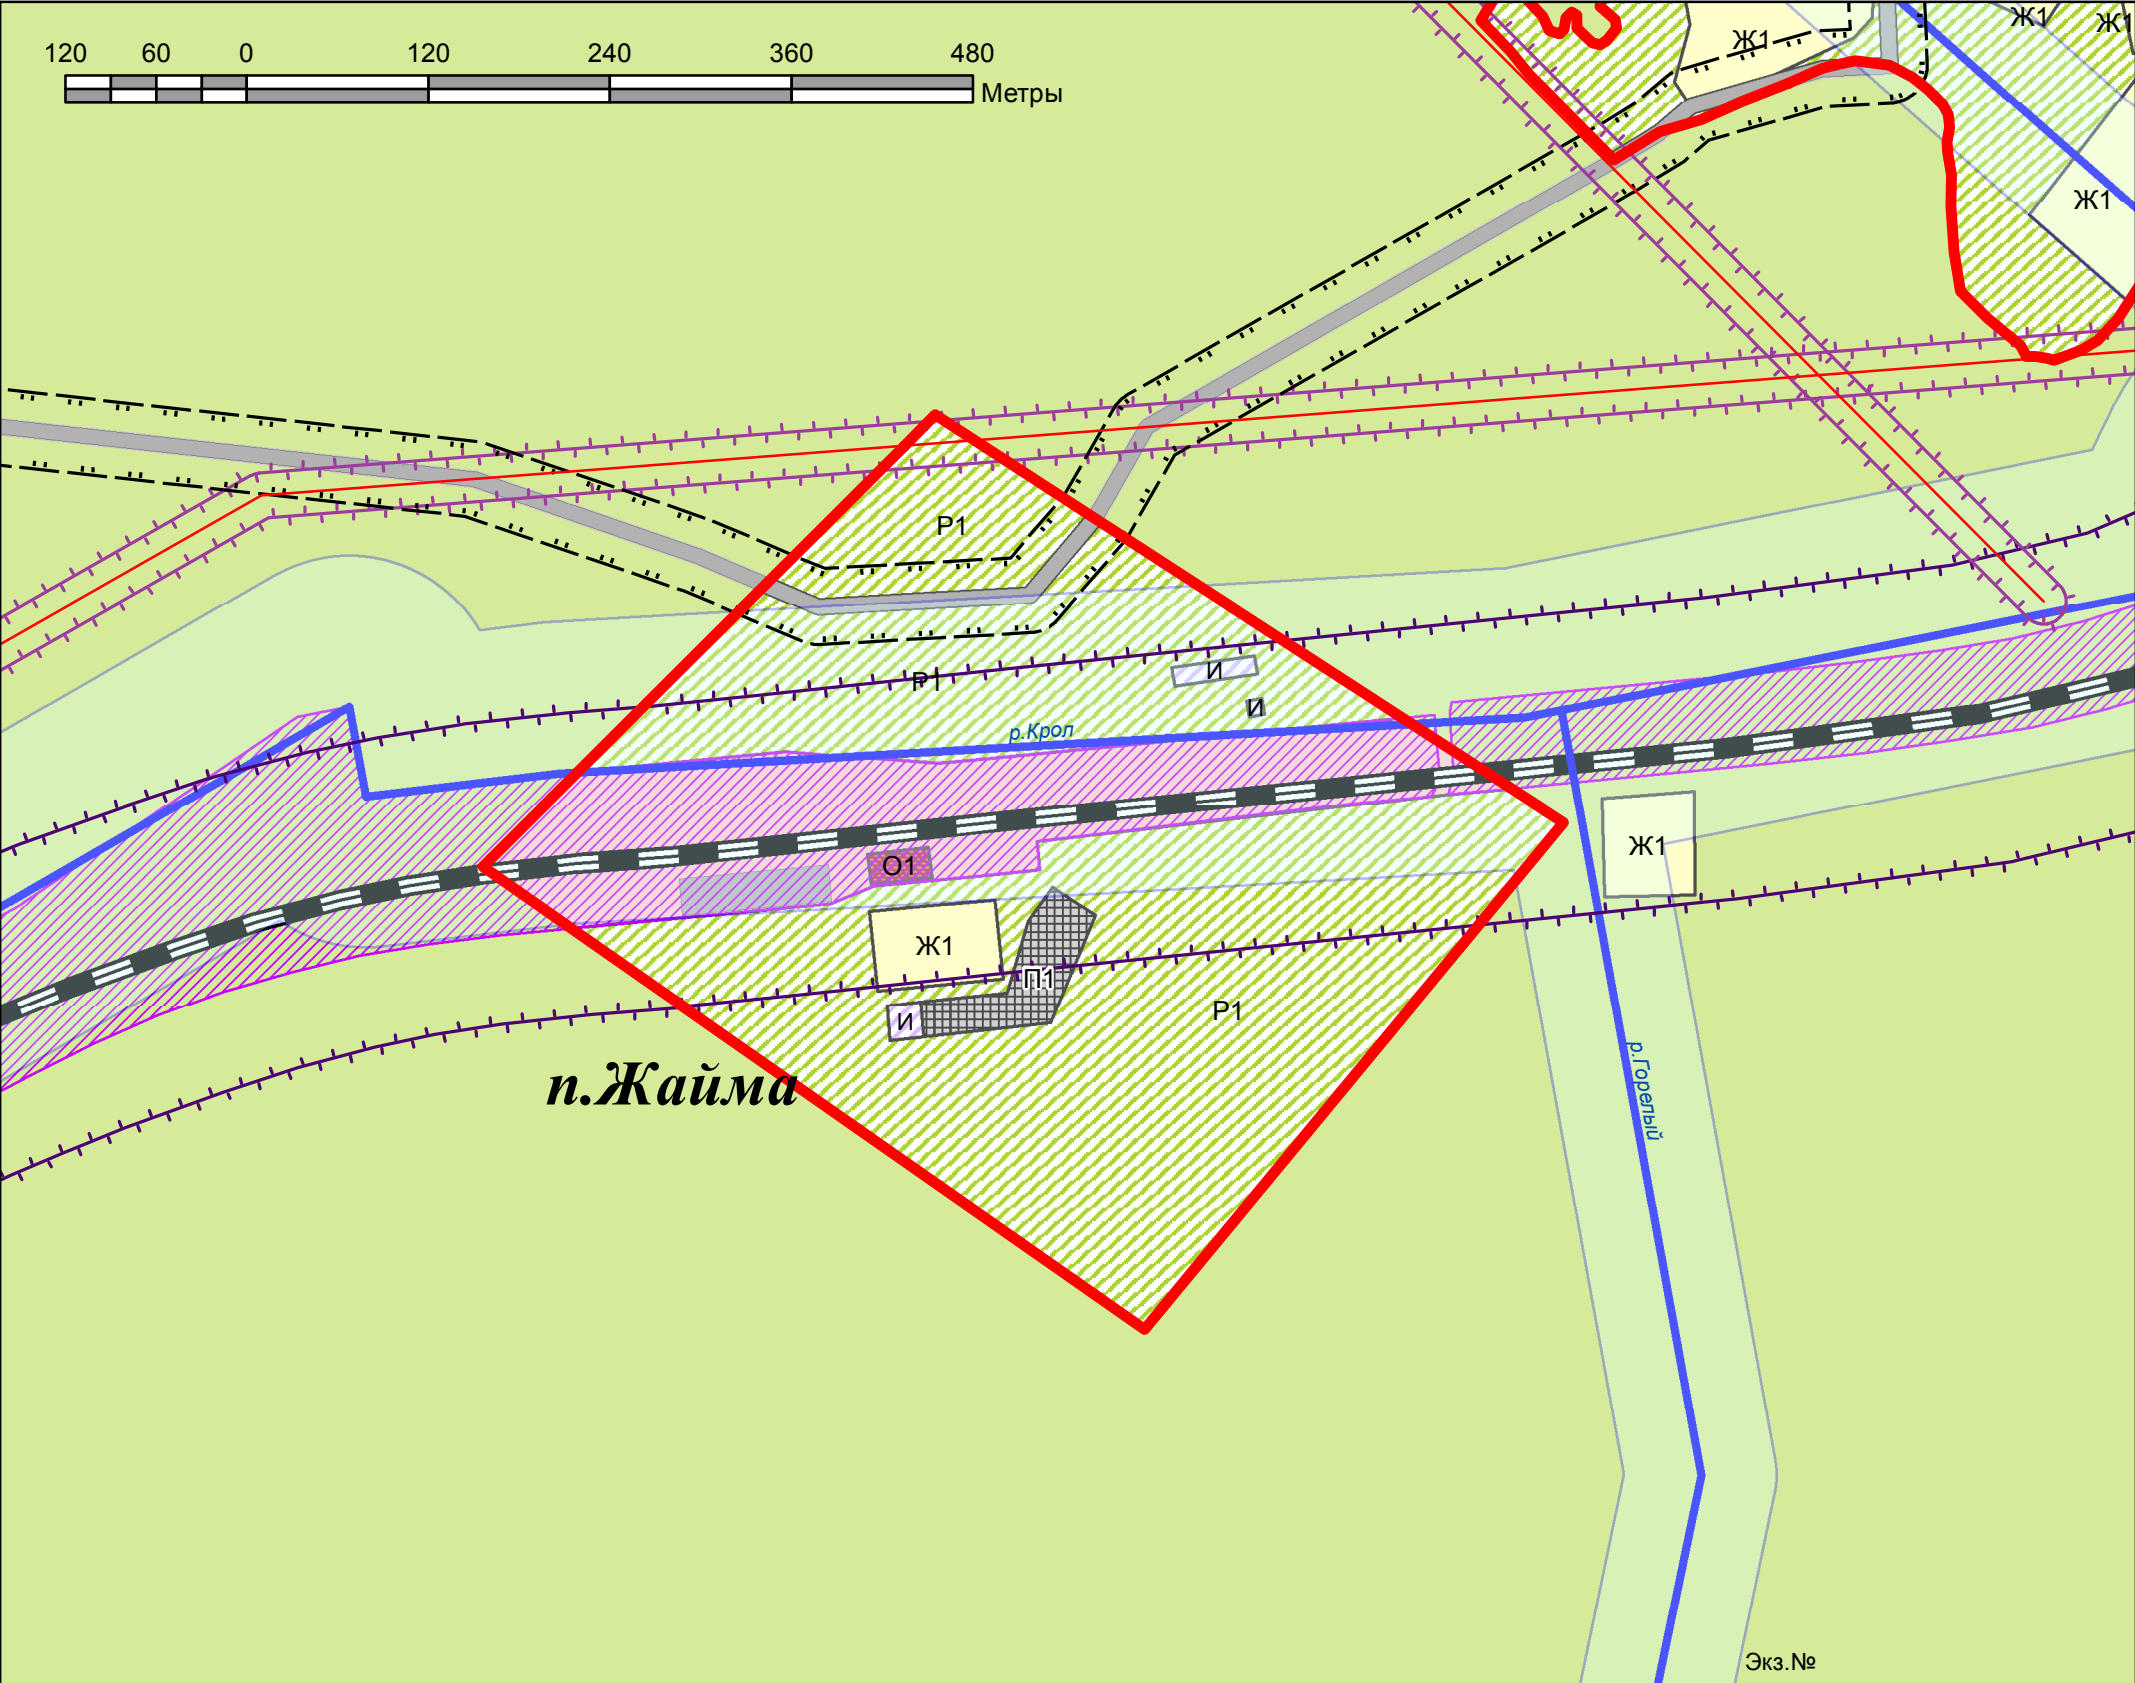 120 60 0 120 240 360 480
Метры
Ж1
Ж1
Ж1
Ж1
Р1
Р1
И
И
р.Крол
О1
Ж1
Ж1
П1
И
Р1
п.Жайма
р.Горелый
Экз.№